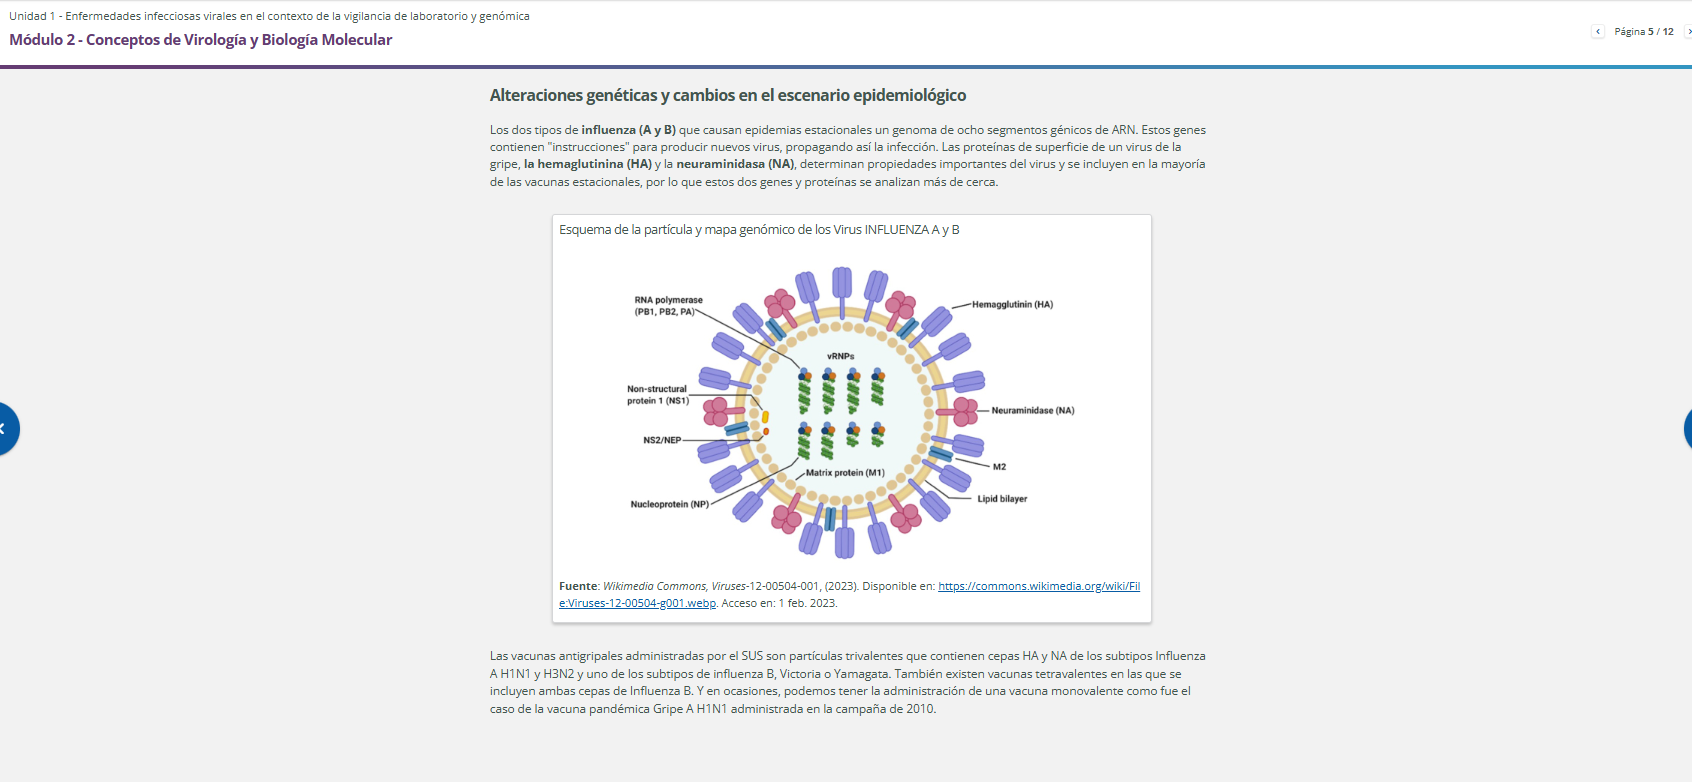 Unidad 1 - Enfermedades infecciosas virales en el contexto de la vigilancia de laboratorio y genómica
Módulo 2 - Conceptos de Virología y Biología Molecular
Página 5 / 12
Alteraciones genéticas y cambios en el escenario epidemiológico
Los dos tipos de influenza (A y B) que causan epidemias estacionales un genoma de ocho segmentos génicos de ARN. Estos genes
contienen "instrucciones" para producir nuevos virus, propagando así la infección. Las proteínas de superficie de un virus de la
gripe, la hemaglutinina (HA) y la neuraminidasa (NA), determinan propiedades importantes del virus y se incluyen en la mayoría
de las vacunas estacionales, por lo que estos dos genes y proteínas se analizan más de cerca.
Esquema de la partícula y mapa genómico de los Virus INFLUENZA A y B
RNA polymerase
(PB1, PB2, PA)
Hemagglutinin (HA)
vRNPs
Non-structural
protein 1 (NS1)
Neuraminidase (NA)
NS2/NEP
M2
Matrix protein (M1)
Lipid bilayer
Nucleoprotein (NP)
Fuente: Wikimedia Commons, Viruses-12-00504-001, (2023). Disponible en: https://commons.wikimedia.org/wiki/Fil
e:Viruses-12-00504-g001.webp. Acceso en: 1 feb. 2023.
Las vacunas antigripales administradas por el SUS son partículas trivalentes que contienen cepas HA y NA de los subtipos Influenza
A H1N1 y H3N2 y uno de los subtipos de influenza B, Victoria o Yamagata. También existen vacunas tetravalentes en las que se
incluyen ambas cepas de Influenza B. Y en ocasiones, podemos tener la administración de una vacuna monovalente como fue el
caso de la vacuna pandémica Gripe A H1N1 administrada en la campaña de 2010.